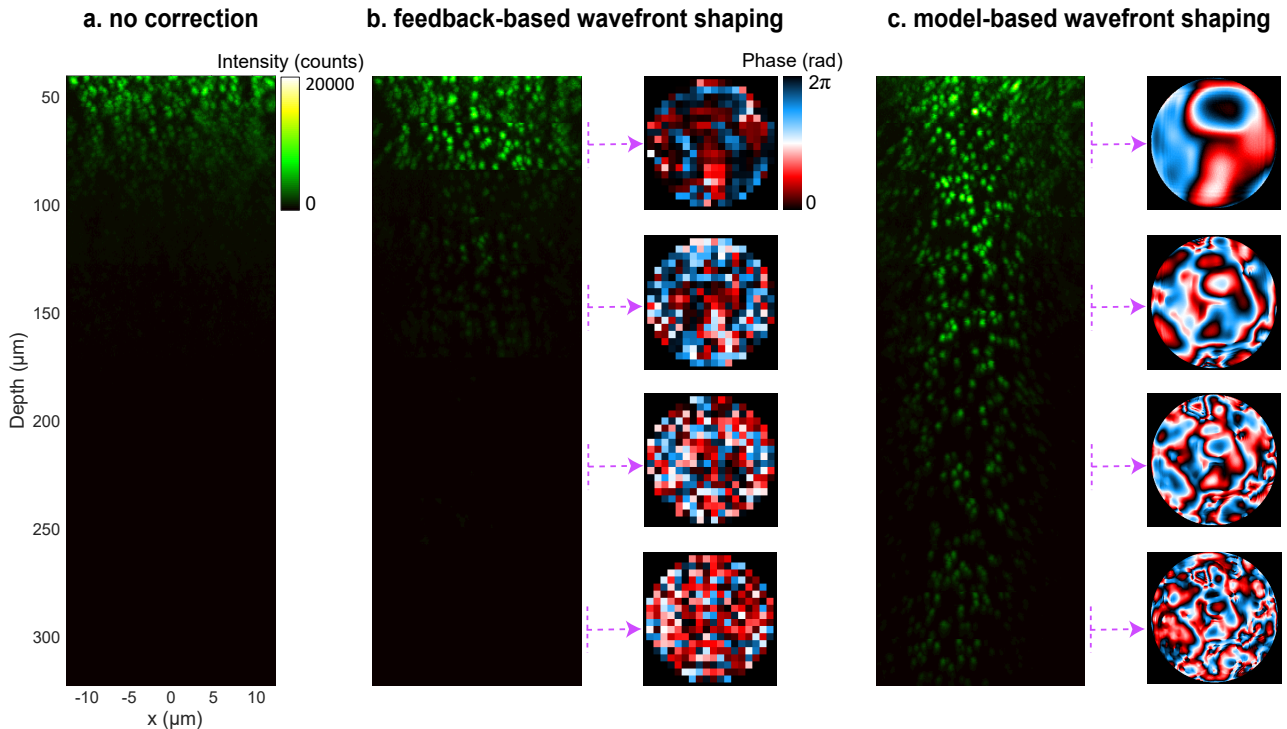 a. no correction
b. feedback-based wavefront shaping
c. model-based wavefront shaping
Intensity (counts)
20000
0
Phase (rad)
2π
0
50
100
150
200
250
300
Depth (μm)
-10 -5 0 5 10
x (μm)